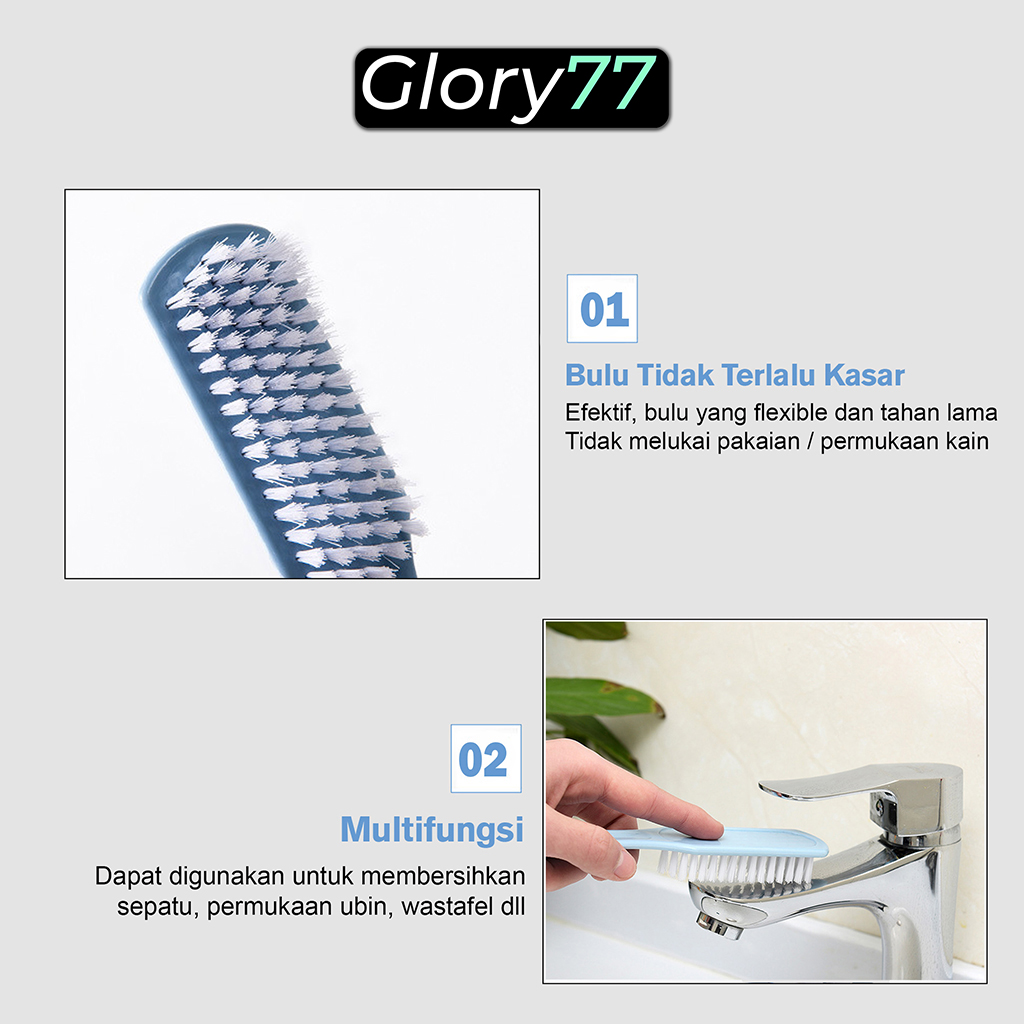 Glory77
01
Bulu Tidak Terlalu Kasar
Efektif, bulu yang flexible dan tahan lama
Tidak melukai pakaian / permukaan kain
02
Multifungsi
Dapat digunakan untuk membersihkan
sepatu, permukaan ubin, wastafel dll